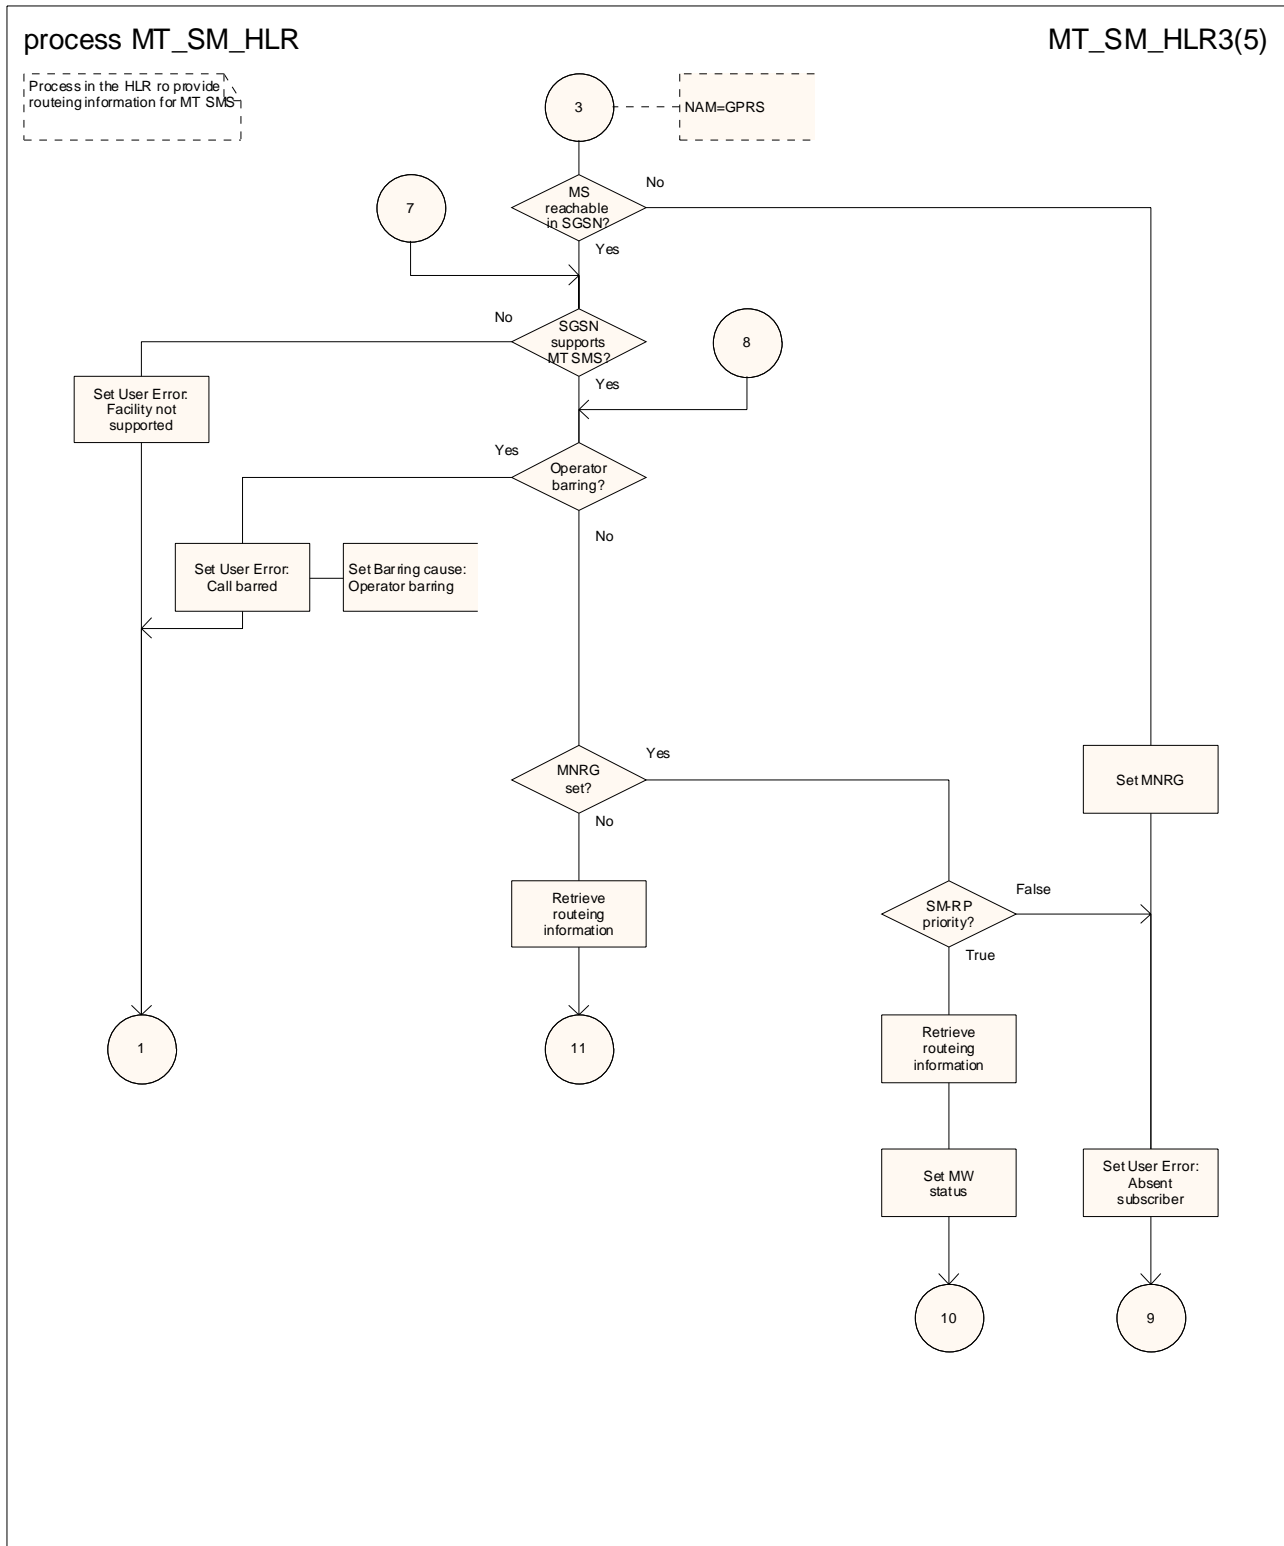 process MT_SM_HLR
MT_SM_HLR3(5)
Process in the HLR ro provide
routeing information for MT SMS
3
NAM=GPRS
MS
reachable
in SGSN?
No
Yes
7
No
SGSN
supports
MT SMS?
Yes
8
Set User Error:
Facility not
supported
Yes
Operator
barring?
No
Set User Error:
Call barred
Set Barring cause:
Operator barring
MNRG
set?
Yes
No
Set MNRG
Retrieve
routeing
information
SM-RP
priority?
False
True
1
11
Retrieve
routeing
information
Set MW
status
Set User Error:
Absent
subscriber
10
9